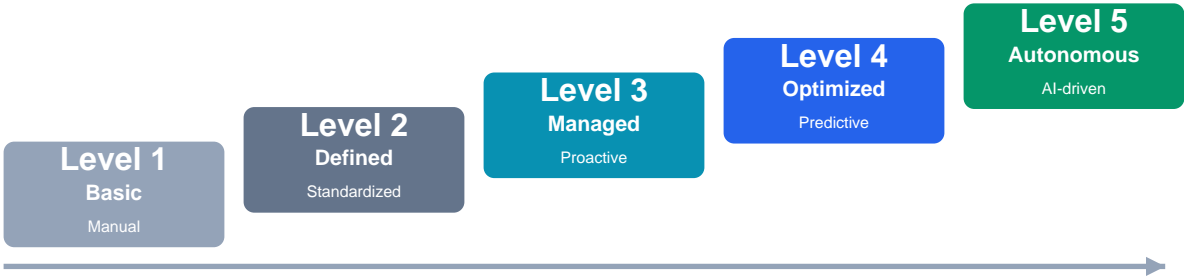 Level 1
Basic
Manual
Level 2
Defined
Standardized
Level 3
Managed
Proactive
Level 4
Optimized
Predictive
Level 5
Autonomous
AI-driven